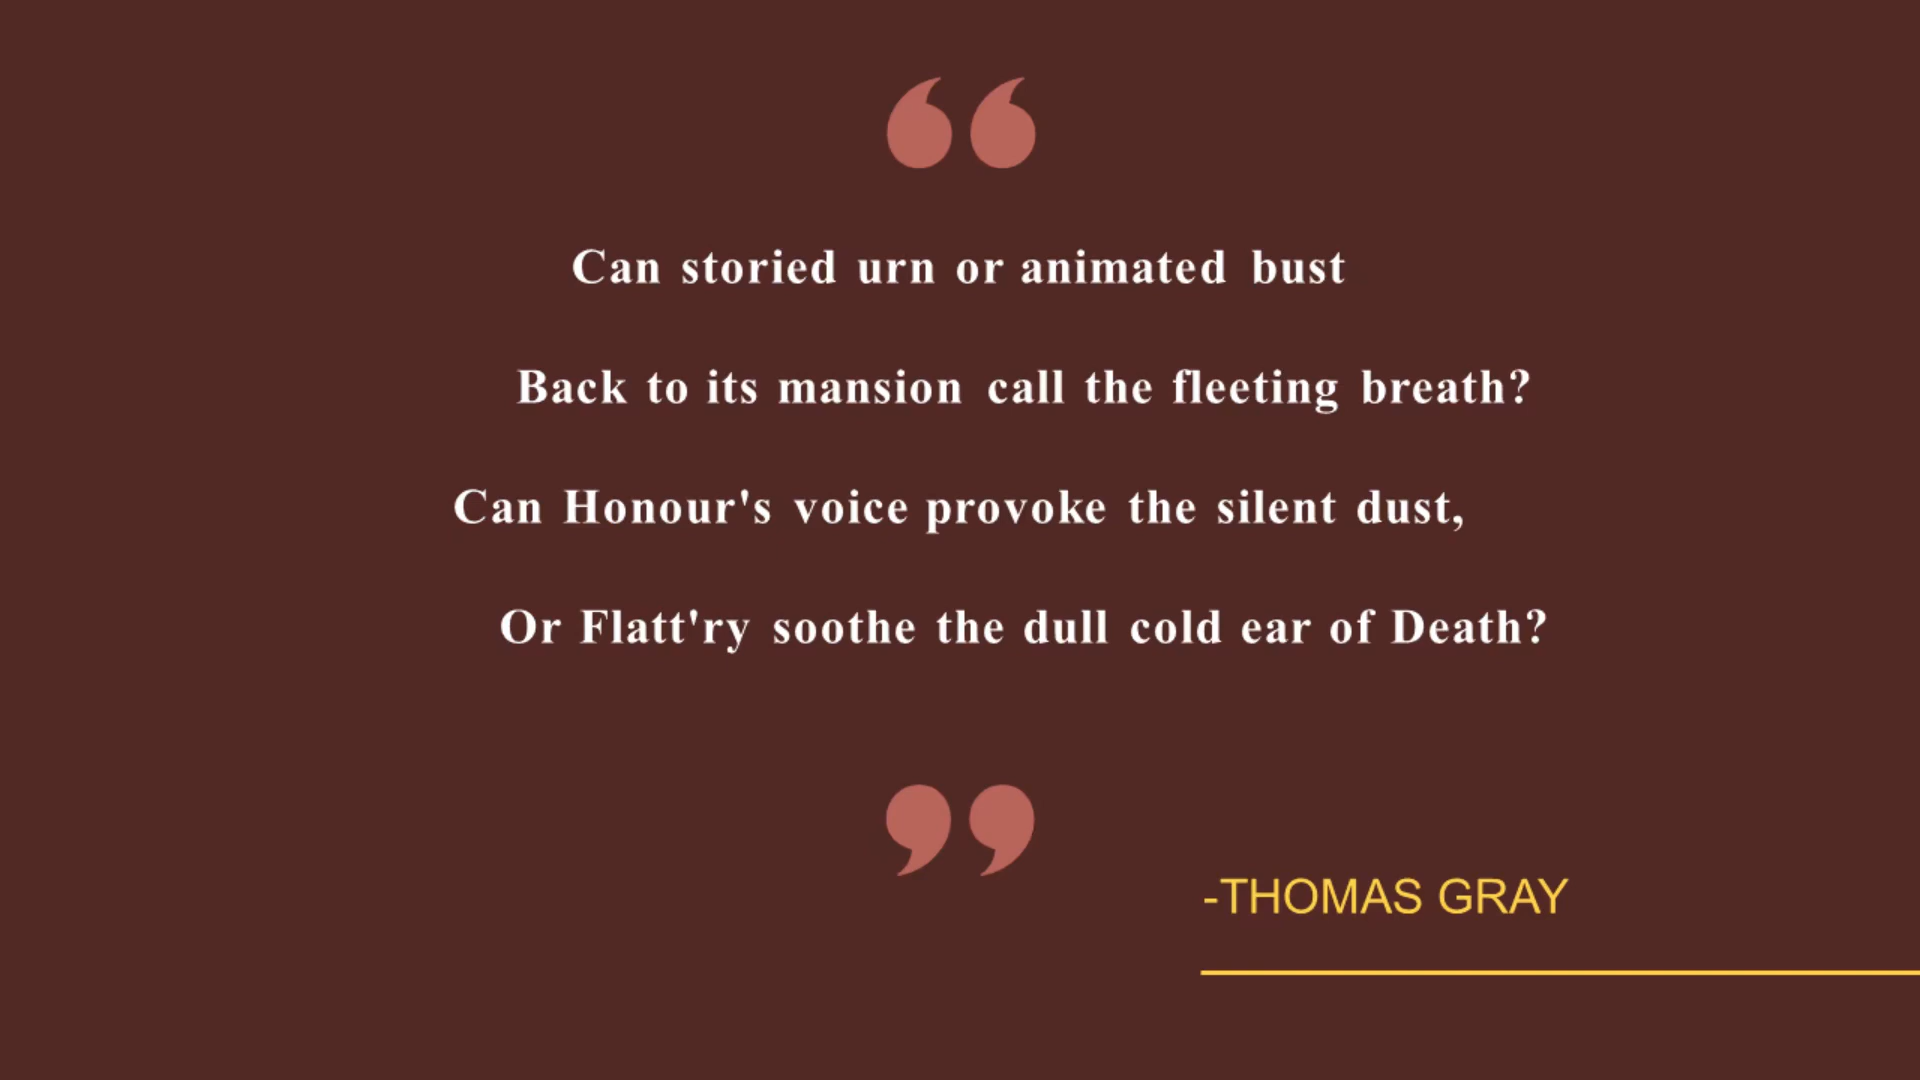 Can storied urn or animated bust
Back to its mansion call the fleeting breath?
Can Honour's voice provoke the silent dust,
Or Flatt'ry soothe the dull cold ear of Death?
-THOMAS GRAY